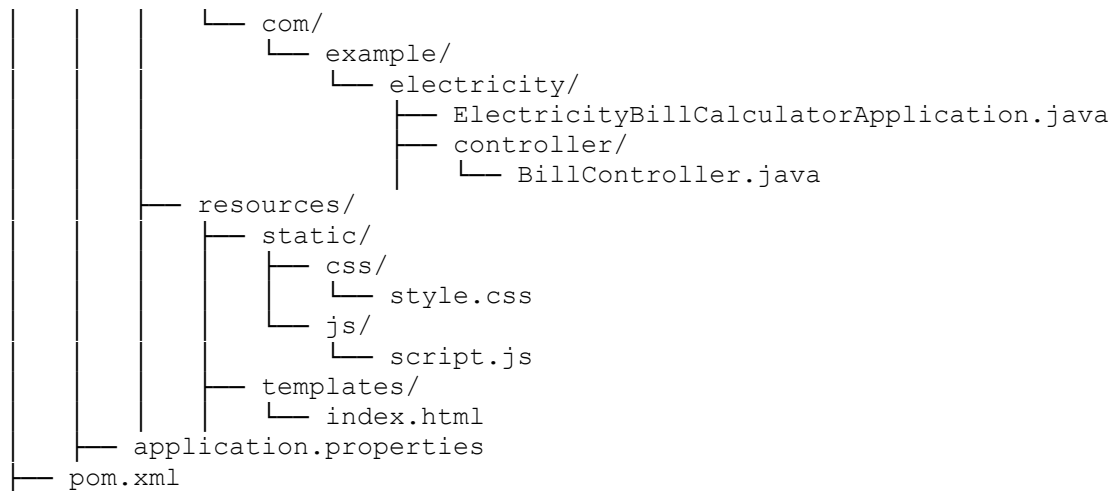 │   │   │   └── com/
│   │   │       └── example/
│   │   │           └── electricity/
│   │   │               ├── ElectricityBillCalculatorApplication.java
│   │   │               ├── controller/
│   │   │               │   └── BillController.java
│   │   ├── resources/
│   │   │   ├── static/
│   │   │   │   ├── css/
│   │   │   │   │   └── style.css
│   │   │   │   └── js/
│   │   │   │       └── script.js
│   │   │   ├── templates/
│   │   │   │   └── index.html
│   ├── application.properties
├── pom.xml